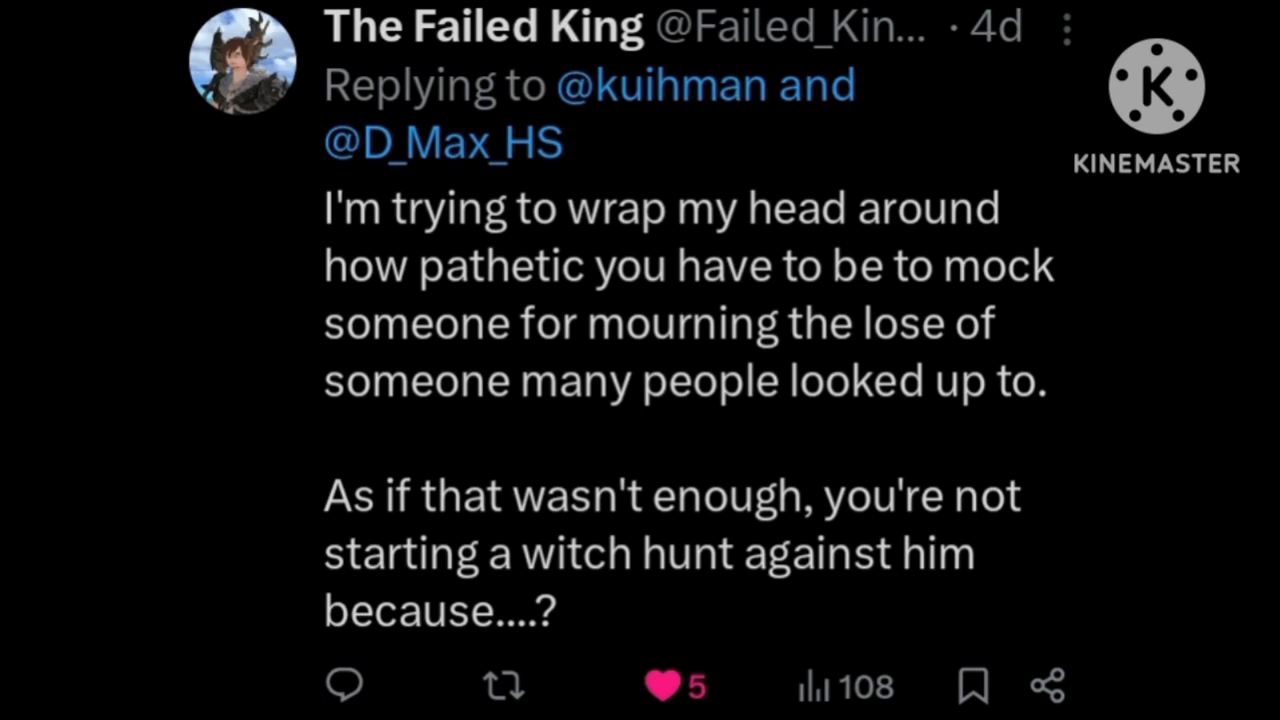 The Failed King @Failed_Kin... · 4d
Replying to @kuihman and
@D_Max_HS
I'm trying to wrap my head around
how pathetic you have to be to mock
someone for mourning the lose of
someone many people looked up to.
As if that wasn't enough, you're not
starting a witch hunt against him
because....?
5 108
K
KINEMASTER